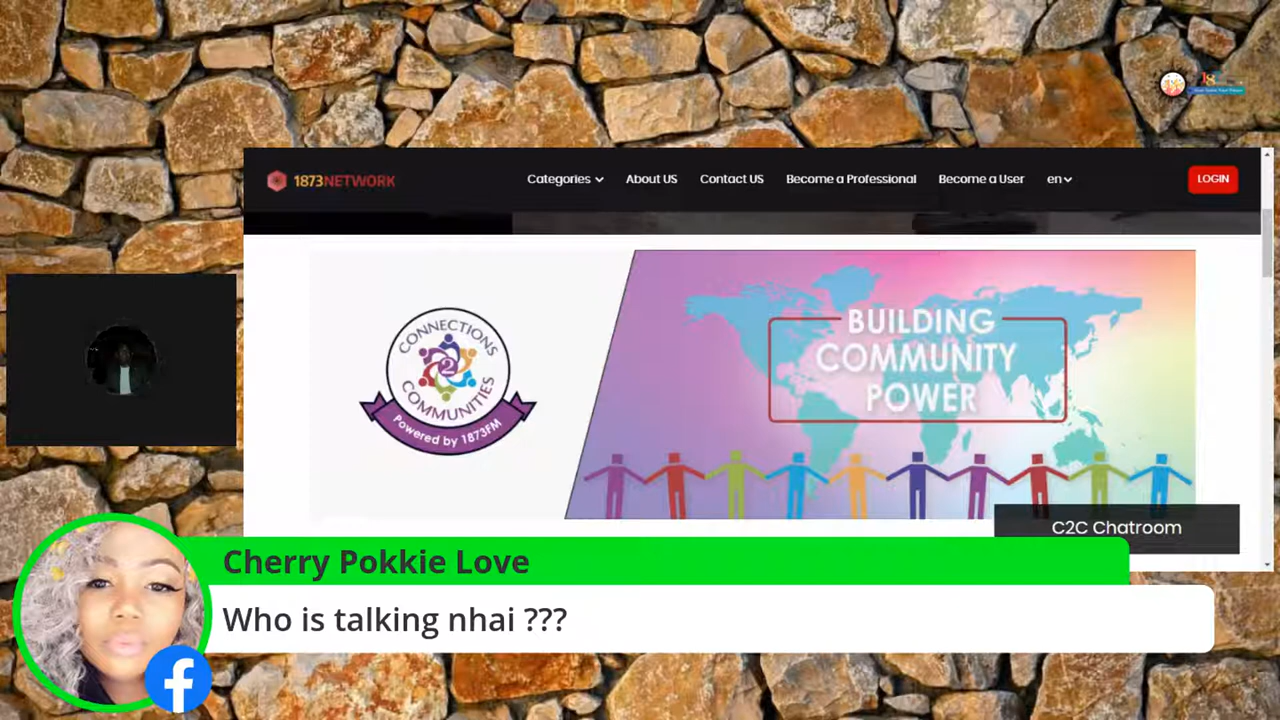 1873NETWORK
Categories
About US
Contact US
Become a Professional
Become a User
en
LOGIN
CONNECTIONS
2
COMMUNITIES
Powered by 1873FM
BUILDING
COMMUNITY
POWER
C2C Chatroom
Cherry Pokkie Love
Who is talking nhai ???